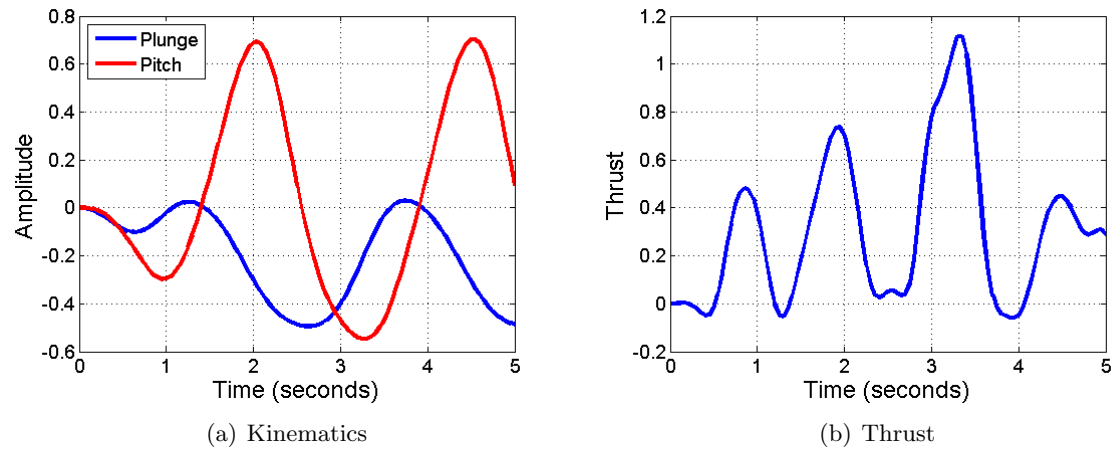 0.8
0.6
0.4
0.2
0
-0.2
-0.4
-0.6
Amplitude
Plunge
Pitch
0 1 2 3 4 5
Time (seconds)
(a) Kinematics
1.2
1
0.8
0.6
0.4
0.2
0
-0.2
Thrust
0 1 2 3 4 5
Time (seconds)
(b) Thrust